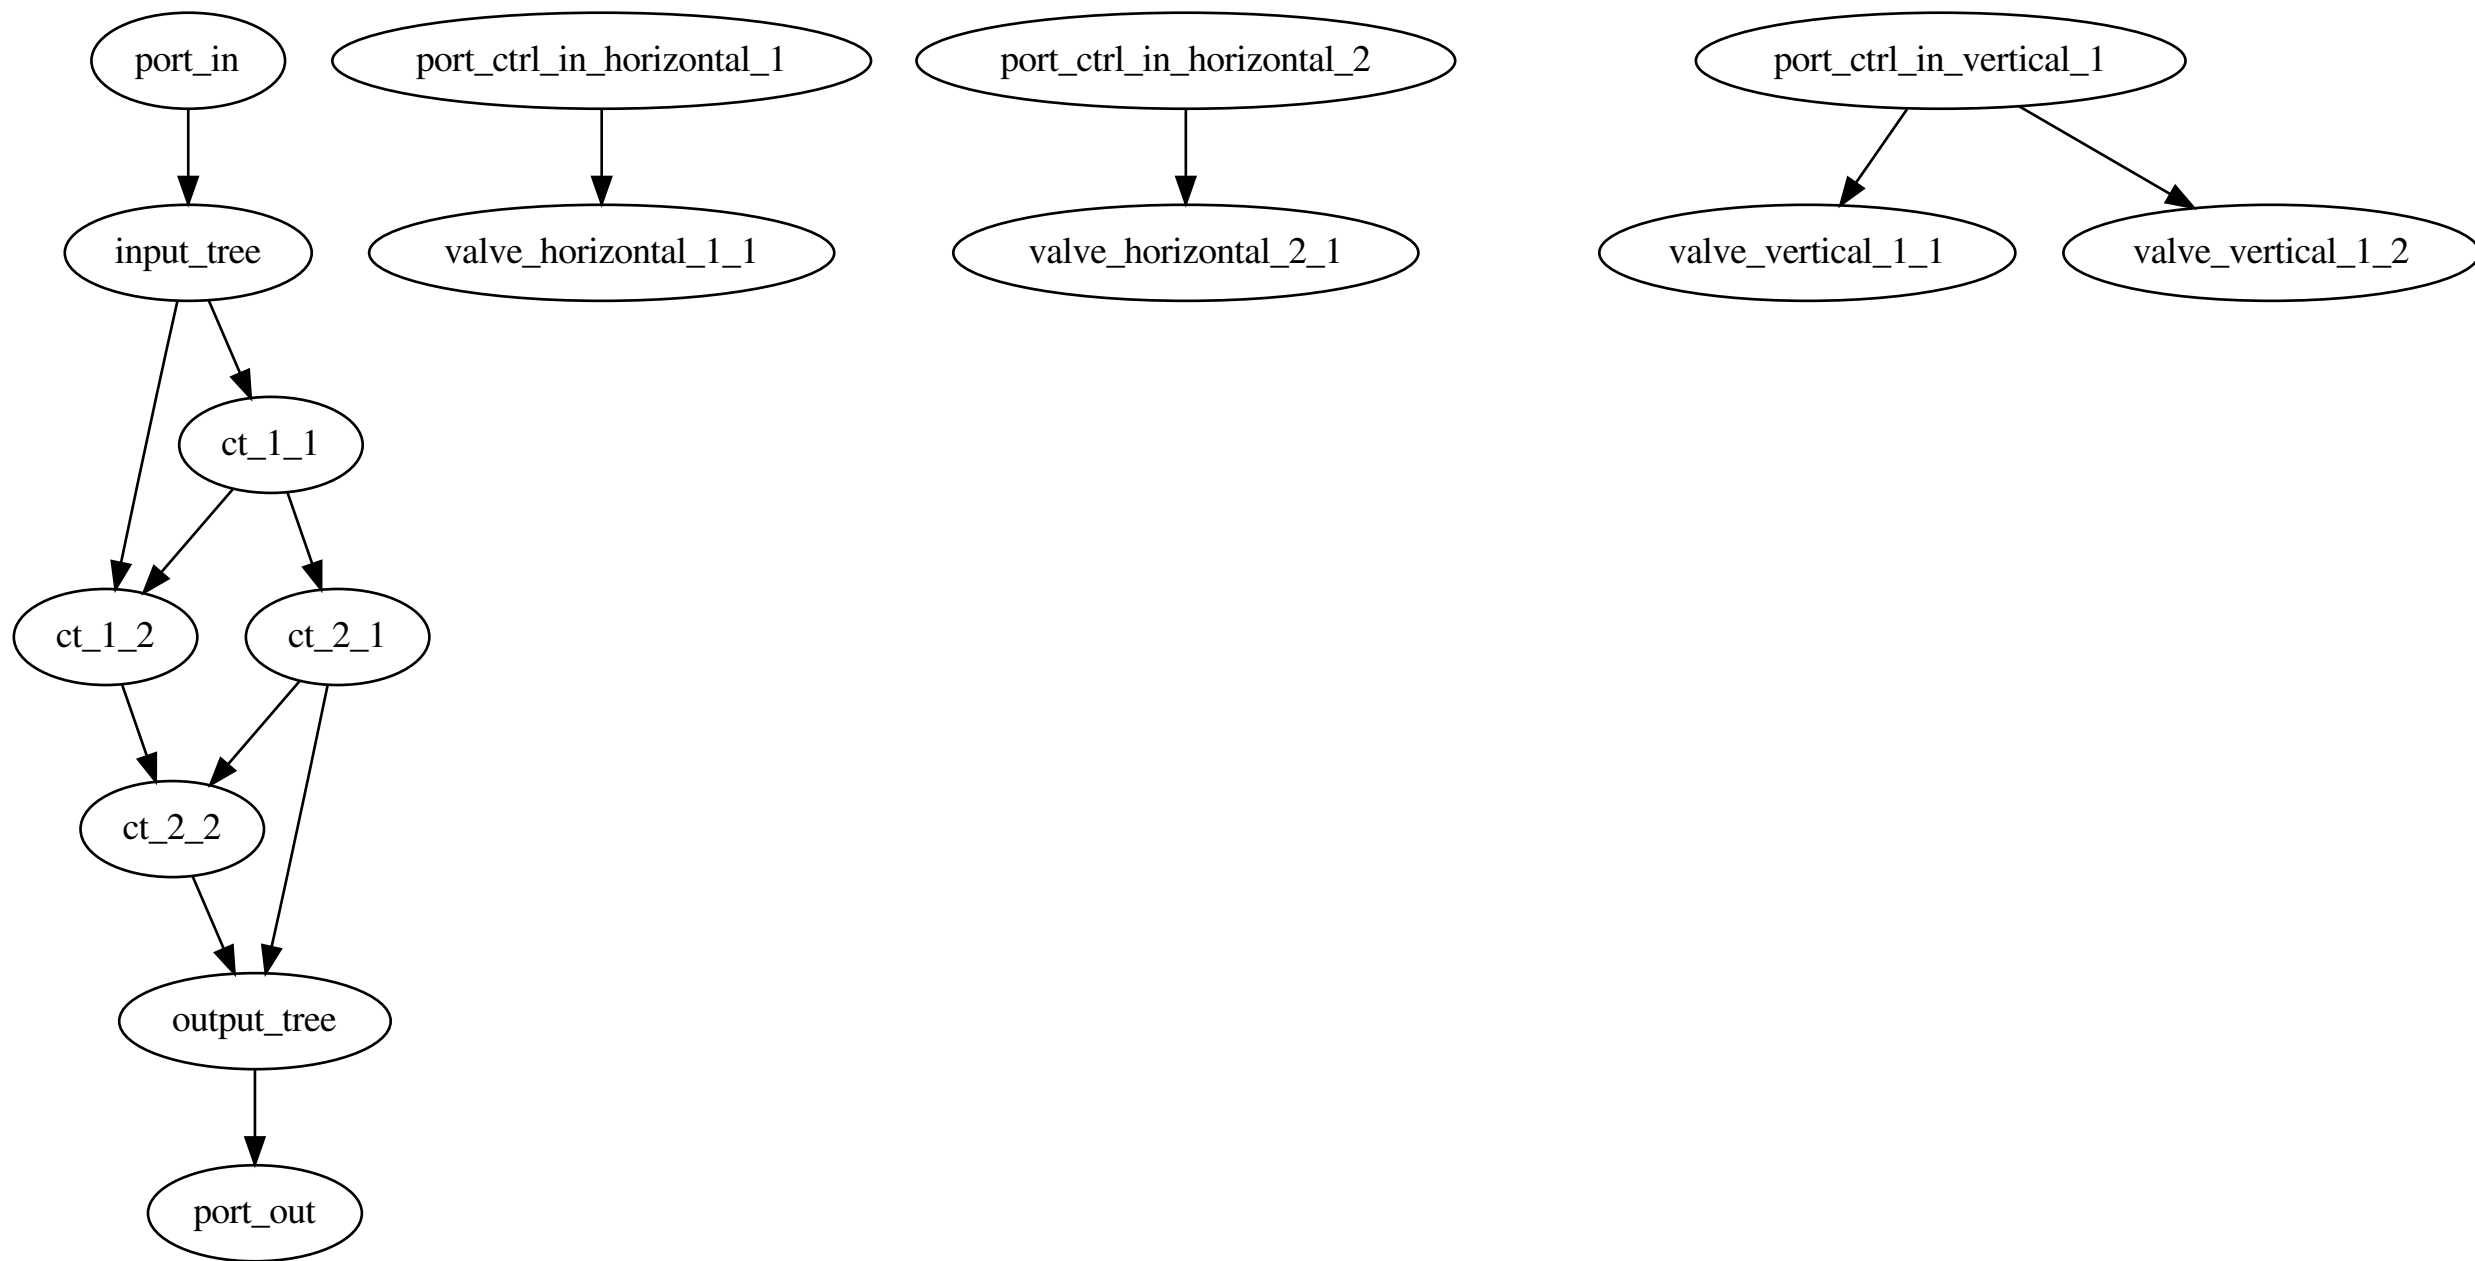 port_in
port_ctrl_in_horizontal_1
port_ctrl_in_horizontal_2
port_ctrl_in_vertical_1
input_tree
valve_horizontal_1_1
valve_horizontal_2_1
valve_vertical_1_1
valve_vertical_1_2
ct_1_1
ct_1_2
ct_2_1
ct_2_2
output_tree
port_out